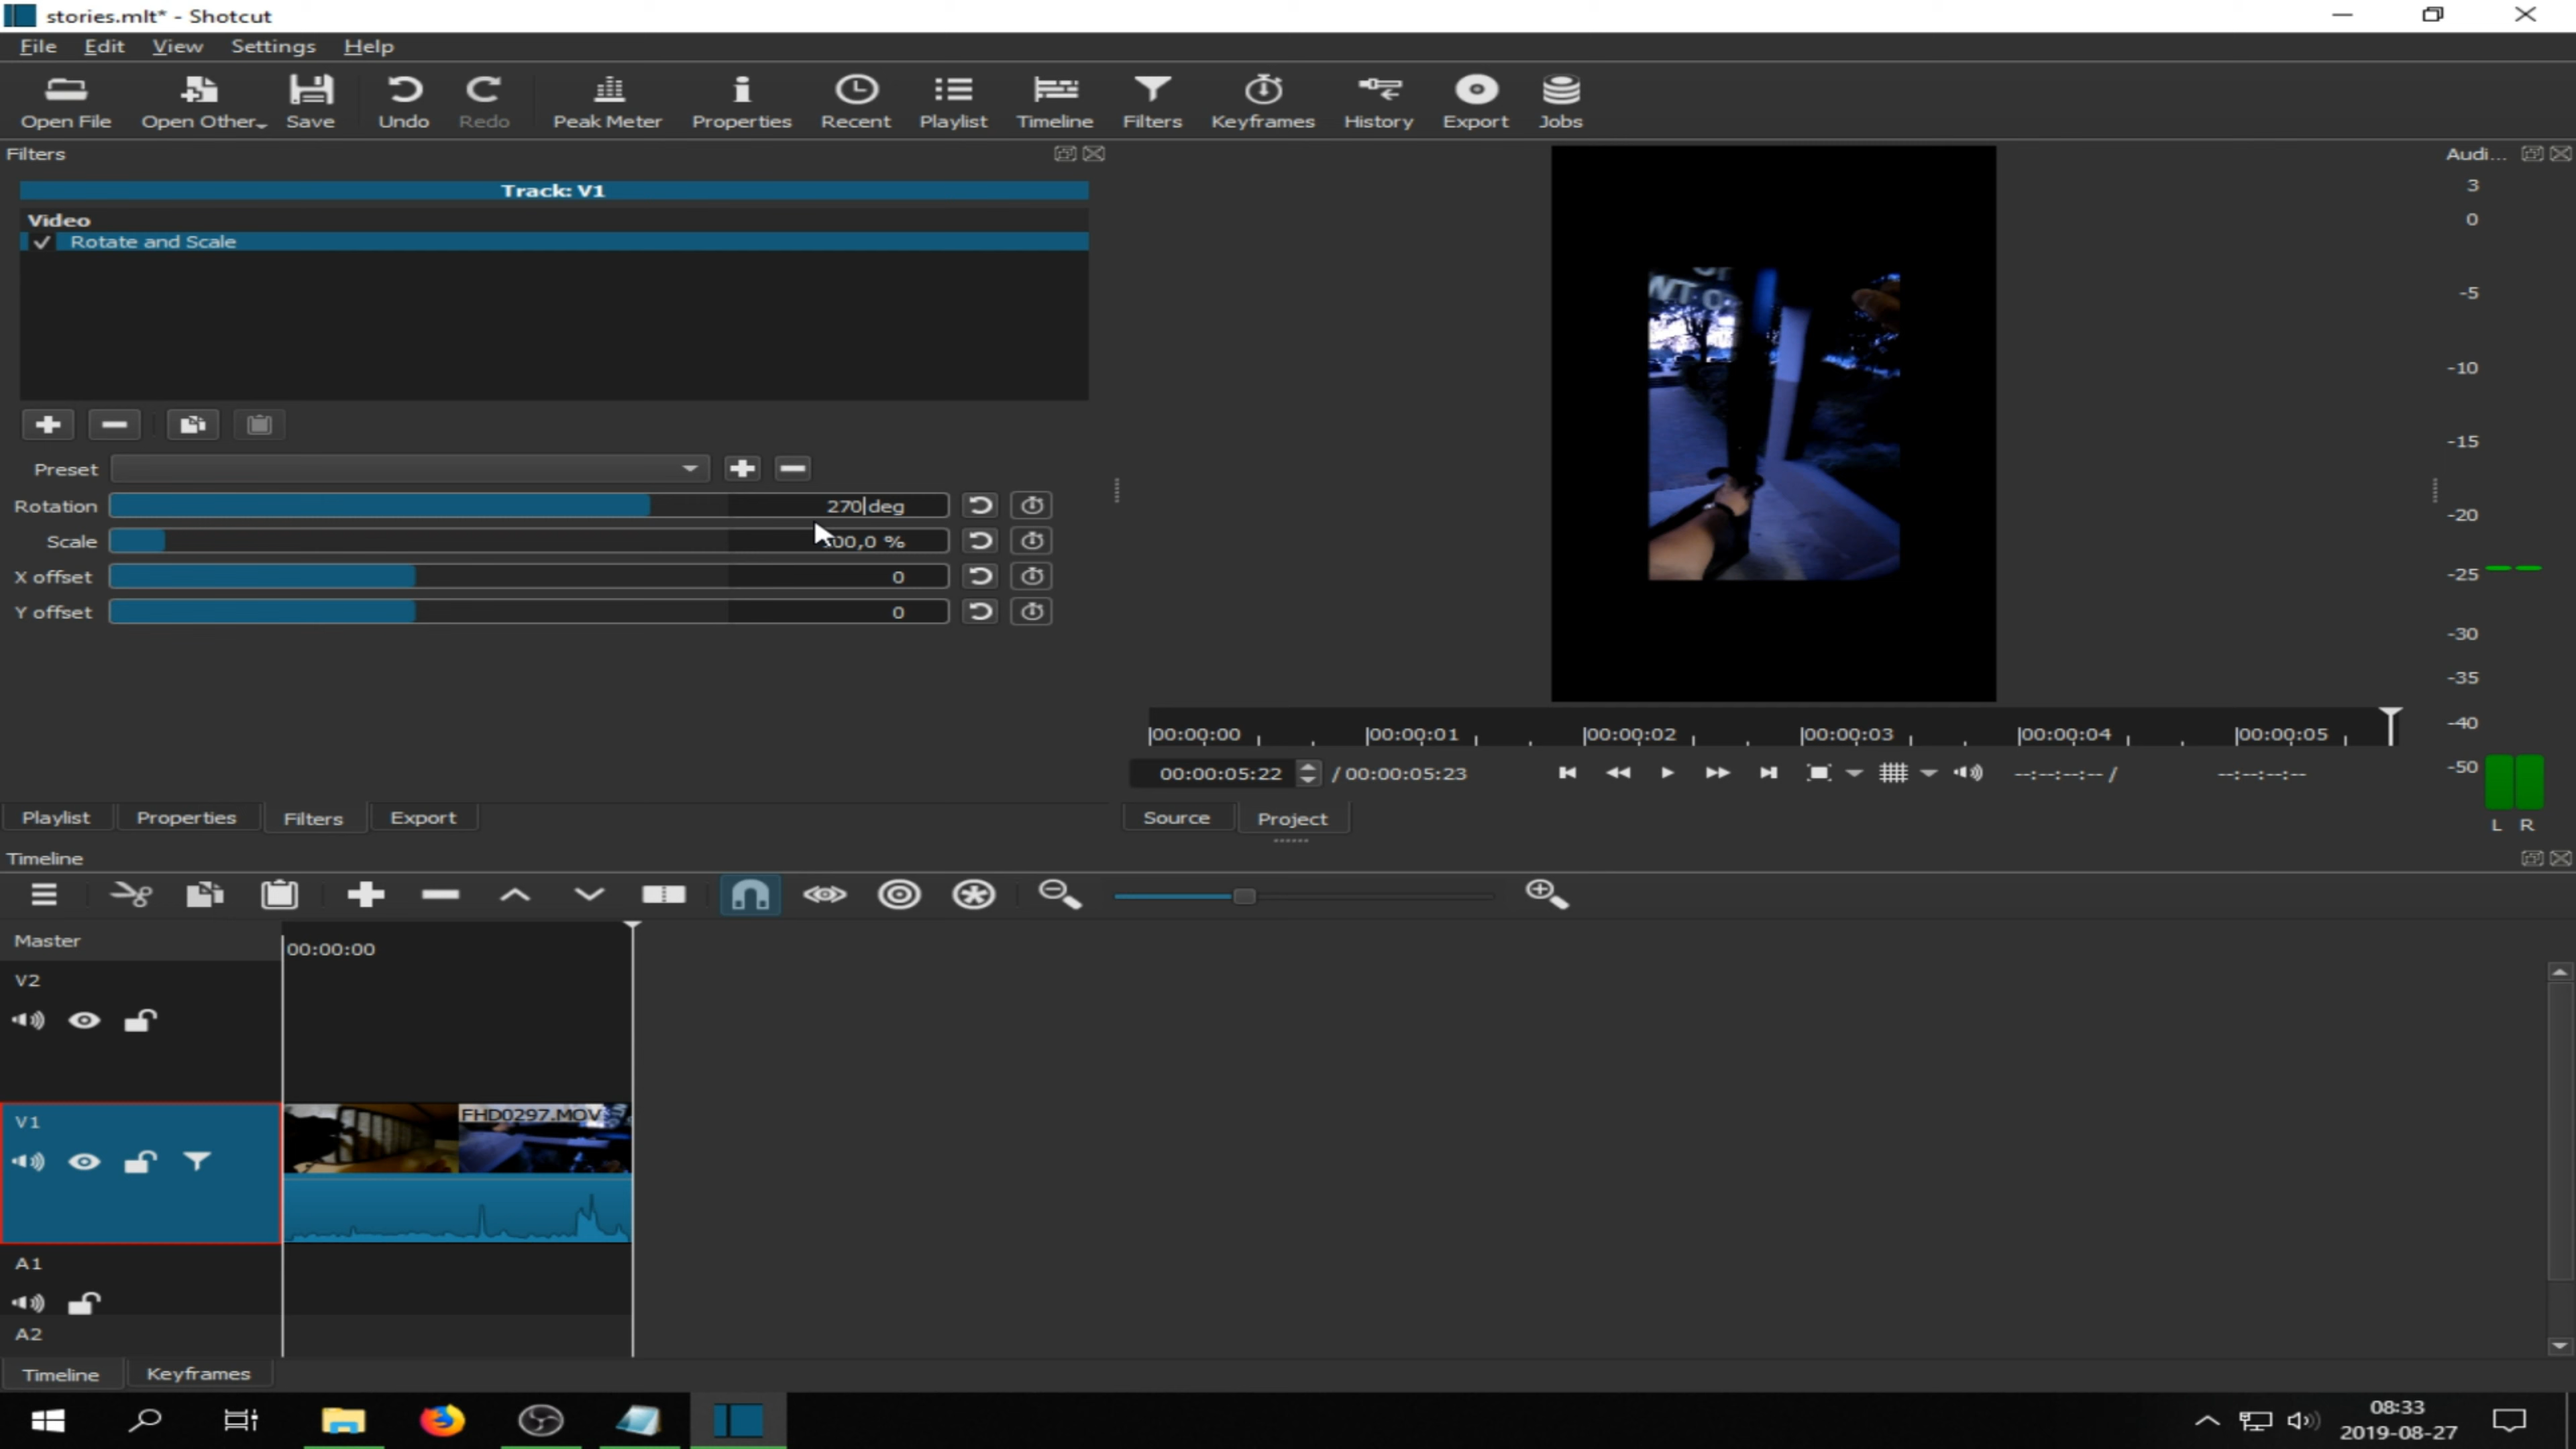 stories.mlt* - Shotcut
File Edit View Settings Help
Open File Open Other Save Undo Redo Peak Meter Properties Recent Playlist Timeline Filters Keyframes History Export Jobs
Filters
Audi...
Track: V1
Video
Rotate and Scale
Preset
Rotation 270 deg
Scale 00,0 %
X offset 0
Y offset 0
3
0
-5
-10
-15
-20
-25
-30
-35
-40
-50
L R
00:00:00 00:00:01 00:00:02 00:00:03 00:00:04 00:00:05
00:00:05:22 / 00:00:05:23 --:--:--:-- / --:--:--:--
Playlist Properties Filters Export
Source Project
Timeline
Master
00:00:00
V2
V1
FHD0297.MOV
A1
A2
Timeline Keyframes
08:33
2019-08-27